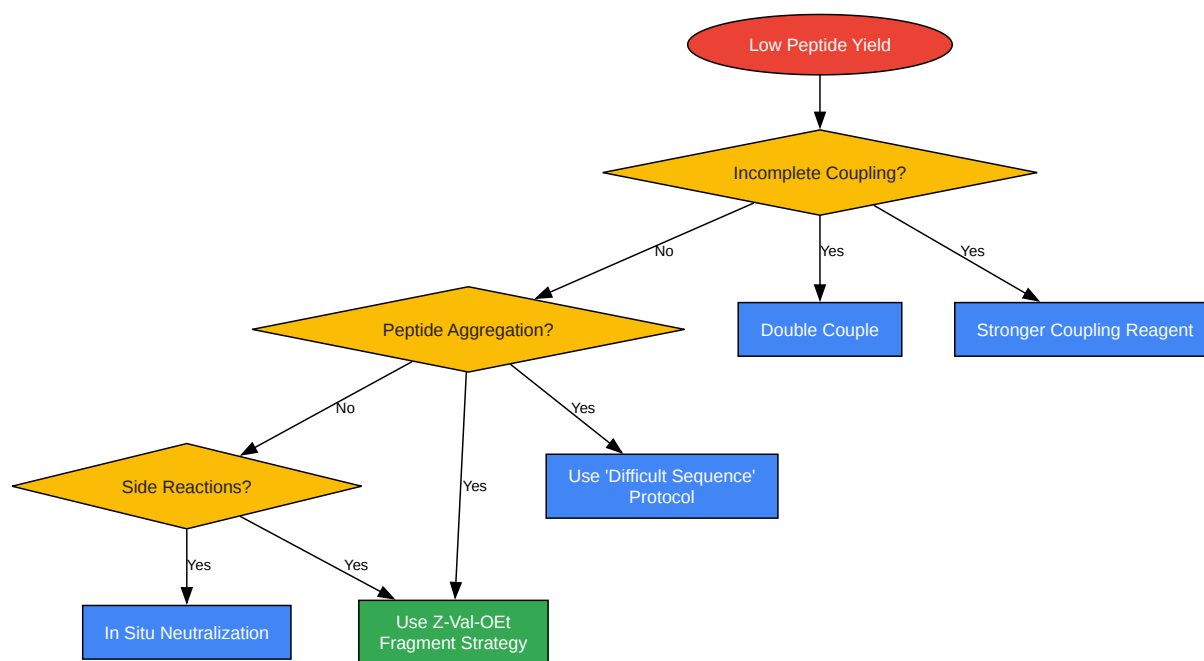 Low Peptide Yield
Incomplete Coupling?
No
Yes
Yes
Peptide Aggregation?
Double Couple
Stronger Coupling Reagent
No
Yes
Yes
Side Reactions?
Use 'Difficult Sequence'
Protocol
Yes
Yes
In Situ Neutralization
Use Z-Val-OEt
Fragment Strategy